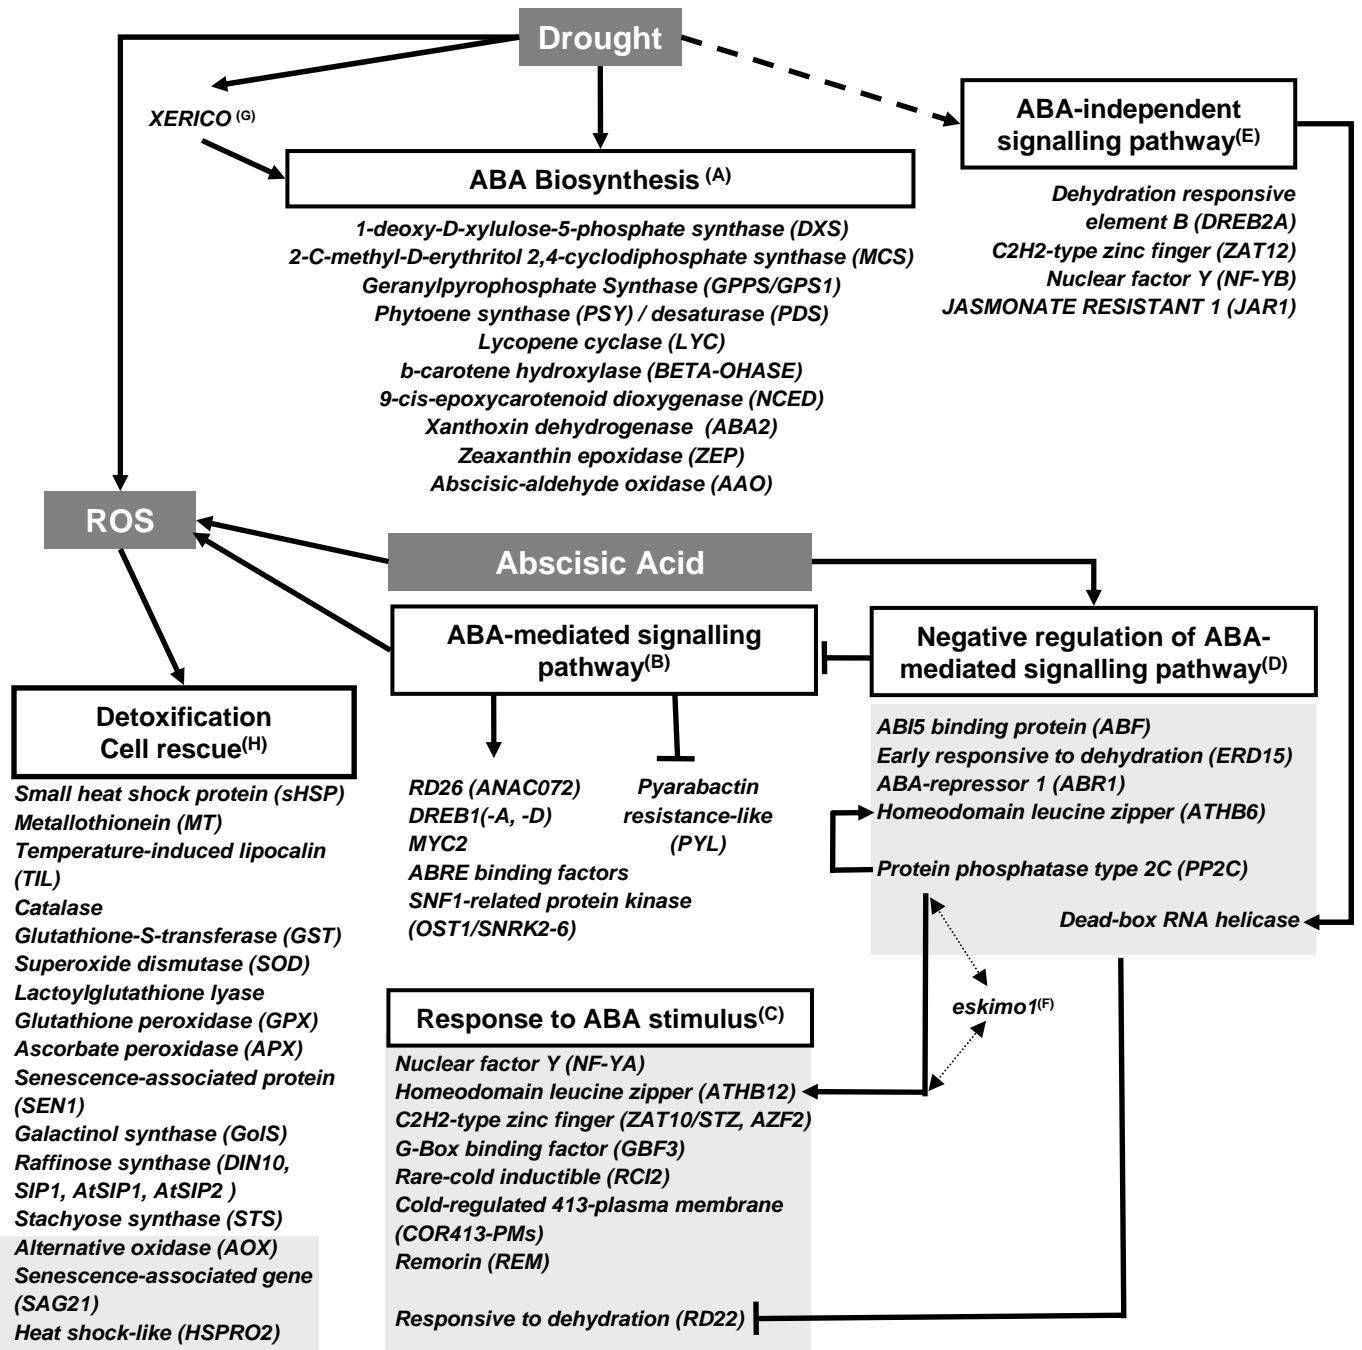 Drought
XERICO (G)
ABA-independent
signalling pathway(E)
ABA Biosynthesis (A)
Dehydration responsive
element B (DREB2A)
C2H2-type zinc finger (ZAT12)
Nuclear factor Y (NF-YB)
JASMONATE RESISTANT 1 (JAR1)
1-deoxy-D-xylulose-5-phosphate synthase (DXS)
2-C-methyl-D-erythritol 2,4-cyclodiphosphate synthase (MCS)
Geranylpyrophosphate Synthase (GPPS/GPS1)
Phytoene synthase (PSY) / desaturase (PDS)
Lycopene cyclase (LYC)
b-carotene hydroxylase (BETA-OHASE)
9-cis-epoxycarotenoid dioxygenase (NCED)
Xanthoxin dehydrogenase (ABA2)
Zeaxanthin epoxidase (ZEP)
Abscisic-aldehyde oxidase (AAO)
ROS
Abscisic Acid
ABA-mediated signalling
pathway(B)
Negative regulation of ABA-
mediated signalling pathway(D)
Detoxification
Cell rescue(H)
Small heat shock protein (sHSP)
Metallothionein (MT)
Temperature-induced lipocalin
(TIL)
Catalase
Glutathione-S-transferase (GST)
Superoxide dismutase (SOD)
Lactoylglutathione lyase
Glutathione peroxidase (GPX)
Ascorbate peroxidase (APX)
Senescence-associated protein
(SEN1)
Galactinol synthase (GolS)
Raffinose synthase (DIN10,
SIP1, AtSIP1, AtSIP2 )
Stachyose synthase (STS)
Alternative oxidase (AOX)
Senescence-associated gene
(SAG21)
Heat shock-like (HSPRO2)
RD26 (ANAC072)
DREB1(-A, -D)
MYC2
ABRE binding factors
SNF1-related protein kinase
(OST1/SNRK2-6)
Pyarabactin
resistance-like
(PYL)
ABI5 binding protein (ABF)
Early responsive to dehydration (ERD15)
ABA-repressor 1 (ABR1)
Homeodomain leucine zipper (ATHB6)
Protein phosphatase type 2C (PP2C)
Dead-box RNA helicase
eskimo1(F)
Response to ABA stimulus(C)
Nuclear factor Y (NF-YA)
Homeodomain leucine zipper (ATHB12)
C2H2-type zinc finger (ZAT10/STZ, AZF2)
G-Box binding factor (GBF3)
Rare-cold inductible (RCI2)
Cold-regulated 413-plasma membrane
(COR413-PMs)
Remorin (REM)
Responsive to dehydration (RD22)